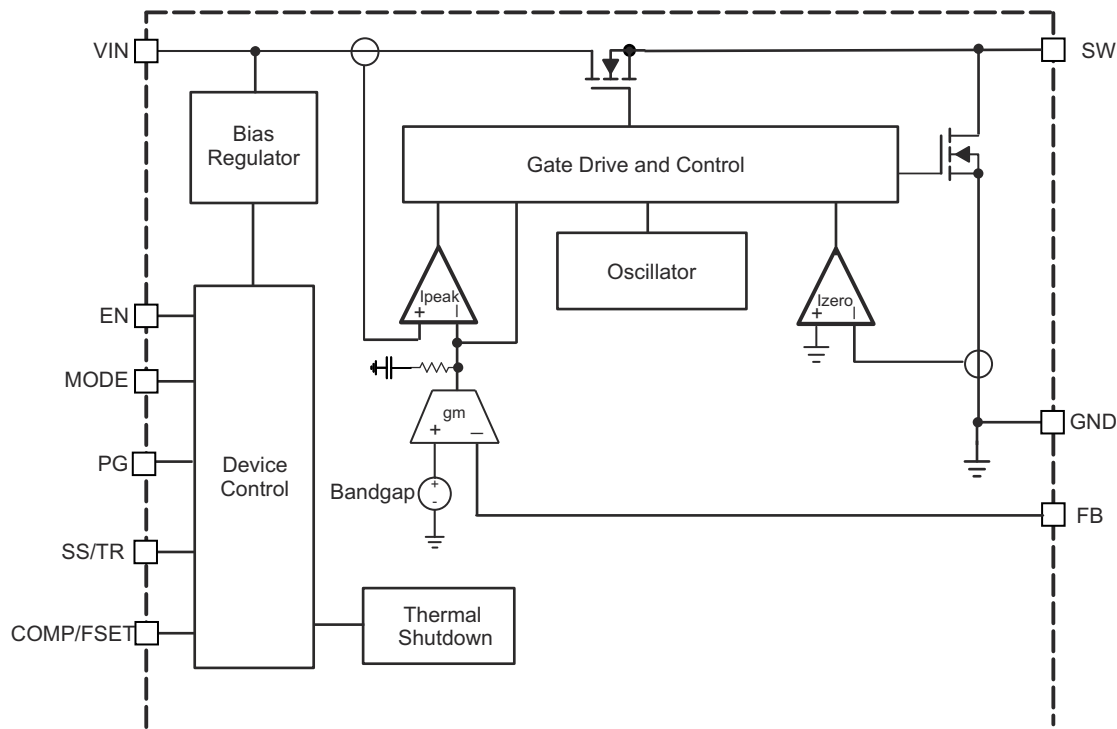 VIN
SW
Bias
Regulator
Gate Drive and Control
Oscillator
Ipeak
+ –
Izero
+ –
EN
MODE
gm
+ –
GND
PG
Device
Control
Bandgap
+
-
FB
SS/TR
Thermal
Shutdown
COMP/FSET